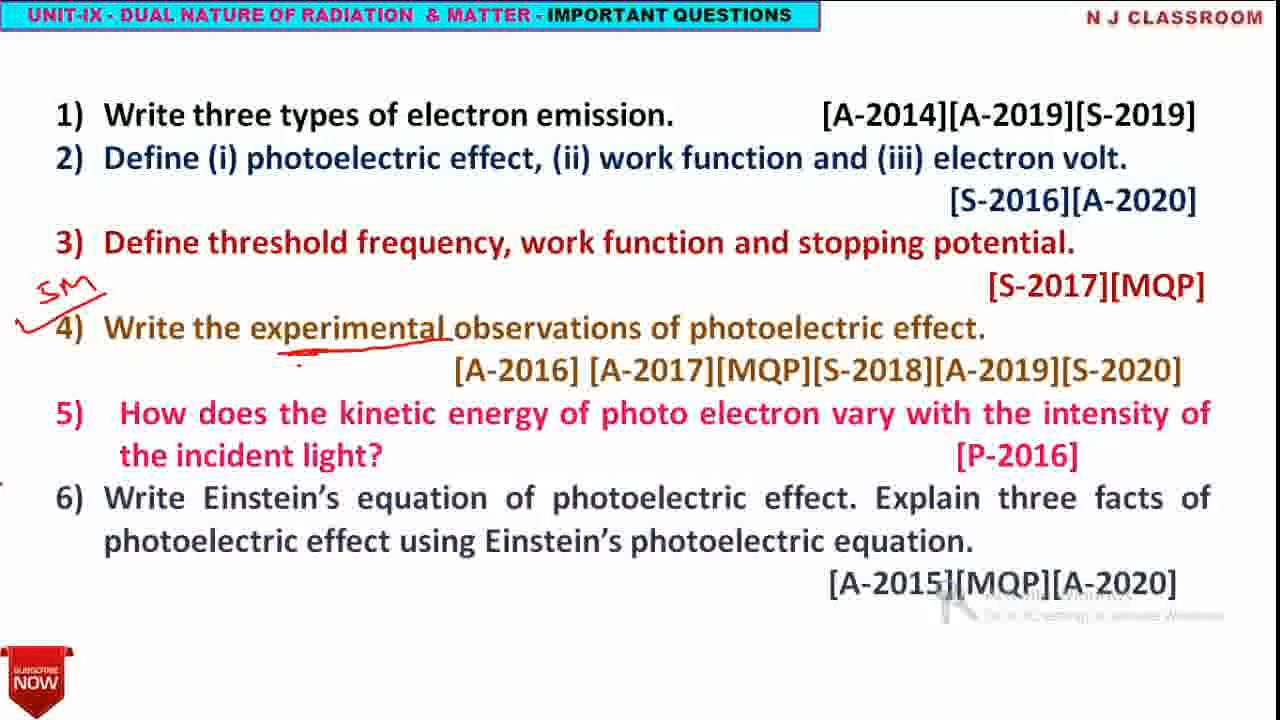 UNIT-IX - DUAL NATURE OF RADIATION & MATTER - IMPORTANT QUESTIONS
N J CLASSROOM
1) Write three types of electron emission. [A-2014][A-2019][S-2019]
2) Define (i) photoelectric effect, (ii) work function and (iii) electron volt.
[S-2016][A-2020]
3) Define threshold frequency, work function and stopping potential.
[S-2017][MQP]
5M
4) Write the experimental observations of photoelectric effect.
[A-2016] [A-2017][MQP][S-2018][A-2019][S-2020]
5) How does the kinetic energy of photo electron vary with the intensity of
the incident light? [P-2016]
6) Write Einstein's equation of photoelectric effect. Explain three facts of
photoelectric effect using Einstein's photoelectric equation.
[A-2015][MQP][A-2020]
SUBSCRIBE
NOW